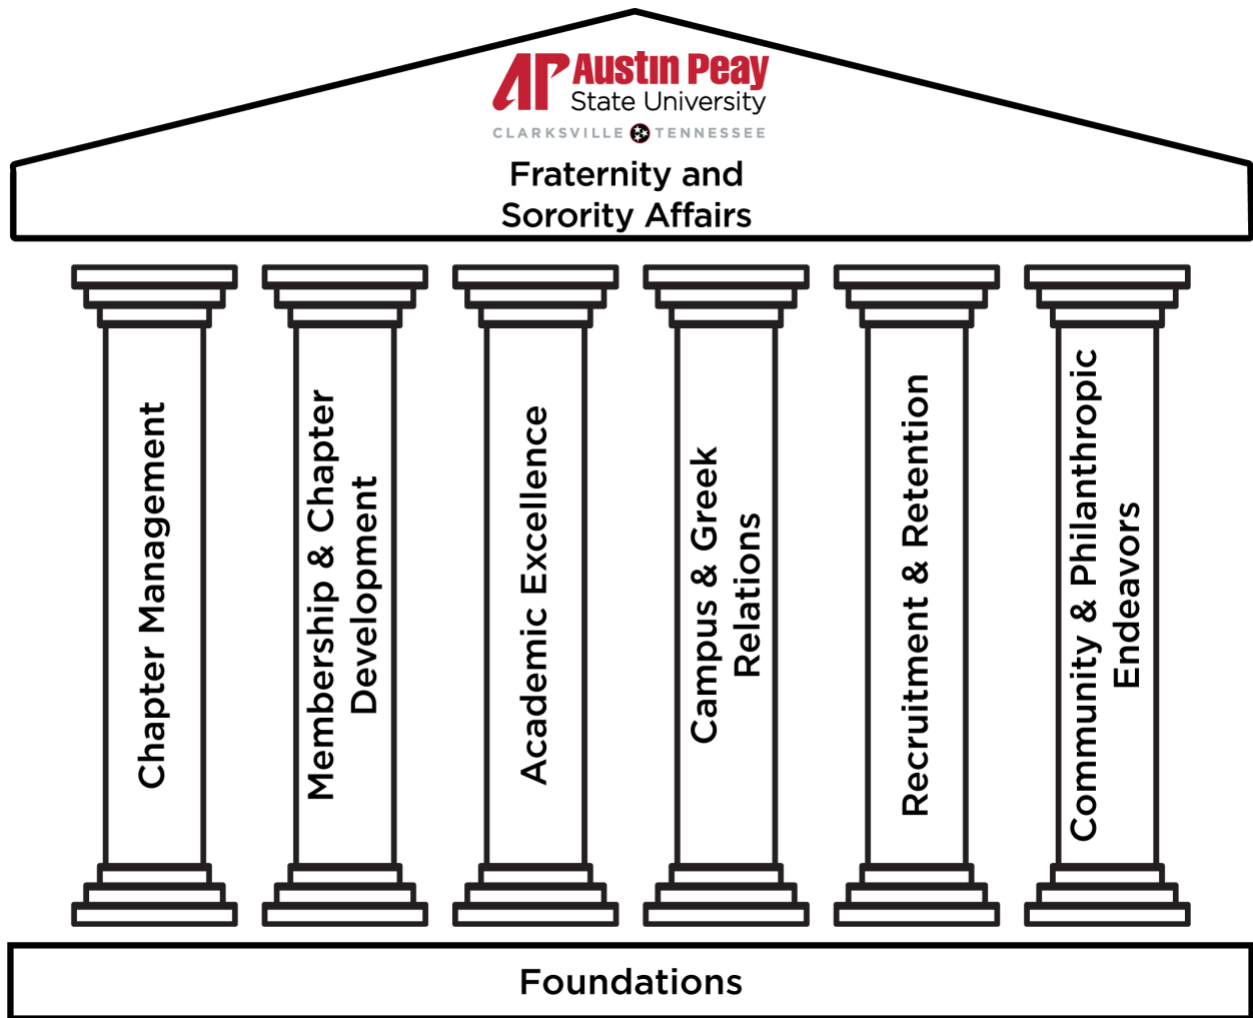 AP Austin Peay
State University
CLARKSVILLE TENNESSEE
Fraternity and
Sorority Affairs
Chapter Management
Membership & Chapter
Development
Academic Excellence
Campus & Greek
Relations
Recruitment & Retention
Community & Philanthropic
Endeavors
Foundations